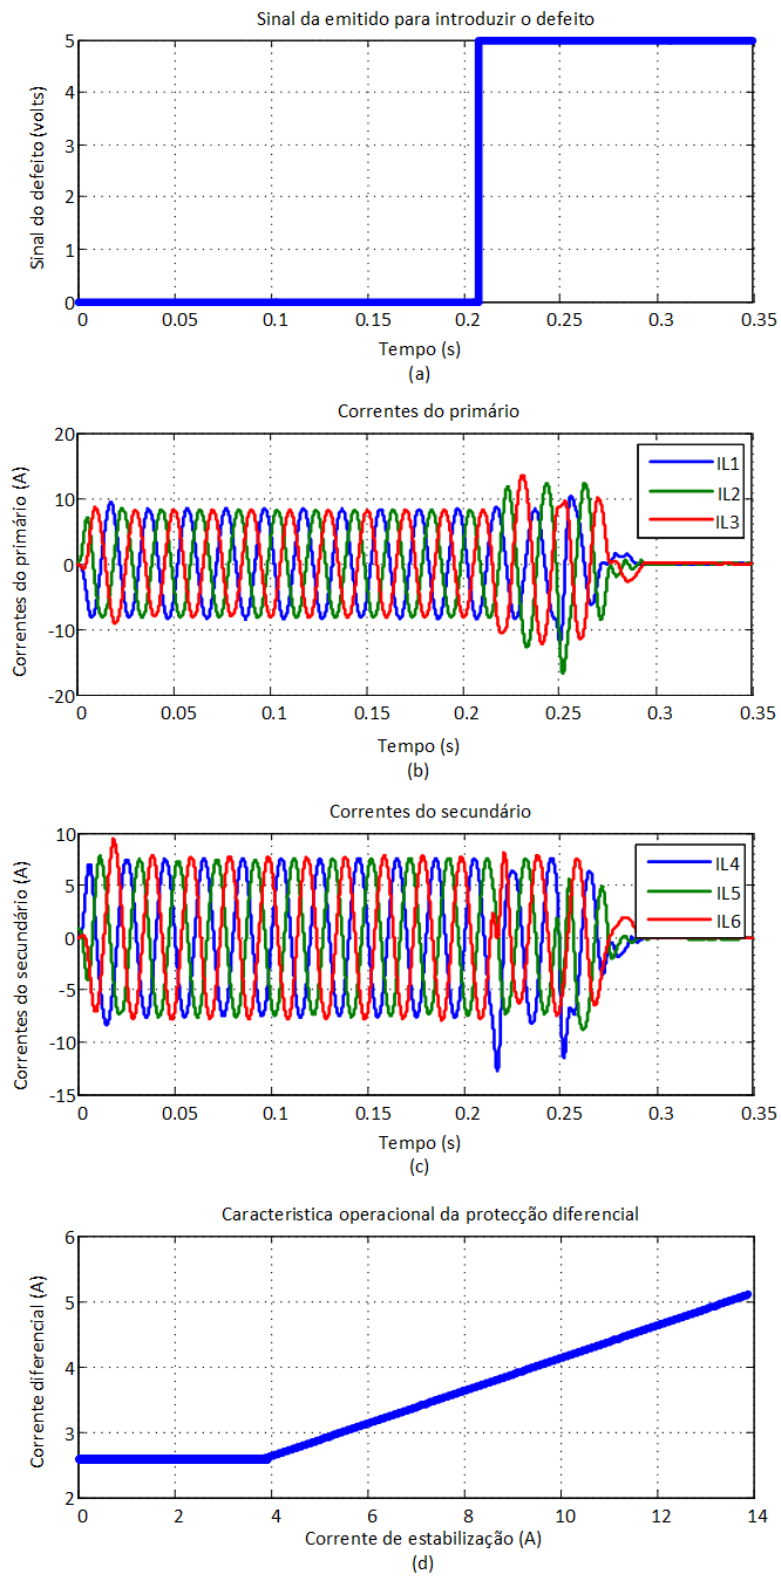 Sinal da emitido para introduzir o defeito
5
4
3
2
1
0
Sinal do defeito (volts)
0 0.05 0.1 0.15 0.2 0.25 0.3 0.35
Tempo (s)
(a)
Correntes do primário
20
10
0
-10
-20
Correntes do primário (A)
IL1
IL2
IL3
0 0.05 0.1 0.15 0.2 0.25 0.3 0.35
Tempo (s)
(b)
Correntes do secundário
10
5
0
-5
-10
-15
Correntes do secundário (A)
IL4
IL5
IL6
0 0.05 0.1 0.15 0.2 0.25 0.3 0.35
Tempo (s)
(c)
Caracteristica operacional da protecção diferencial
6
5
4
3
2
Corrente diferencial (A)
0 2 4 6 8 10 12 14
Corrente de estabilização (A)
(d)